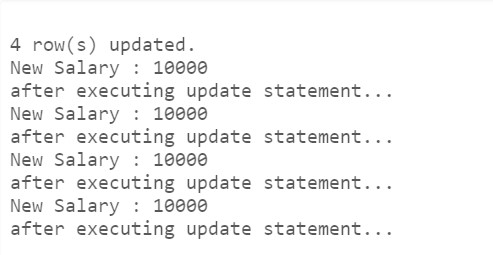 4 row(s) updated.
New Salary : 10000
after executing update statement...
New Salary : 10000
after executing update statement...
New Salary : 10000
after executing update statement...
New Salary : 10000
after executing update statement...